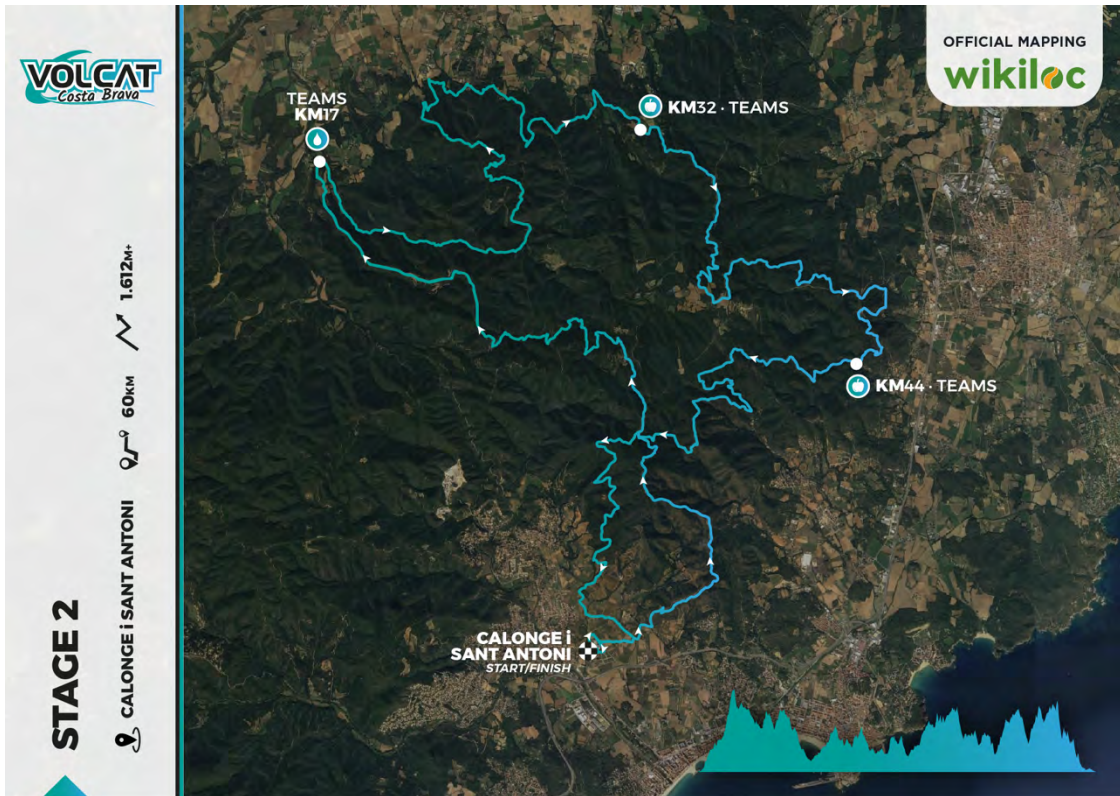 VOLCAT
Costa Brava
STAGE 2
CALONGE i SANT ANTONI
60KM
1.612M+
TEAMS
KM17
KM32 · TEAMS
KM44 · TEAMS
CALONGE i
SANT ANTONI
START/FINISH
OFFICIAL MAPPING
wikiloc